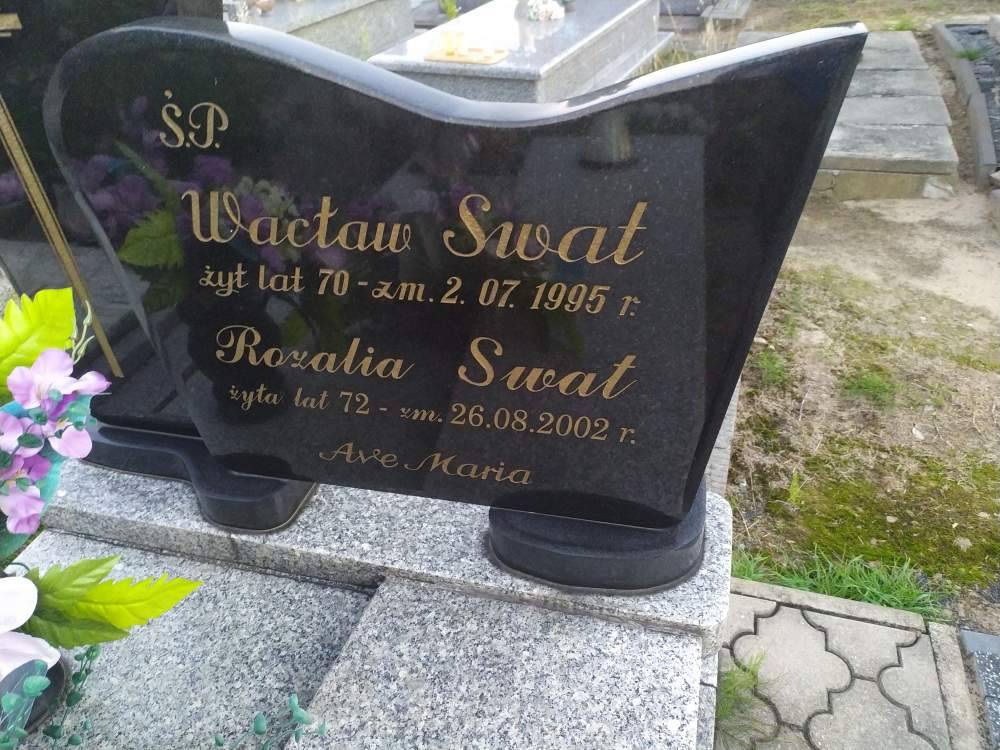 Ś.P.
Wacław Swat
żył lat 70 - zm. 2. 07. 1995 r.
Rozalia Swat
żyła lat 72 - zm. 26.08.2002 r.
Ave Maria